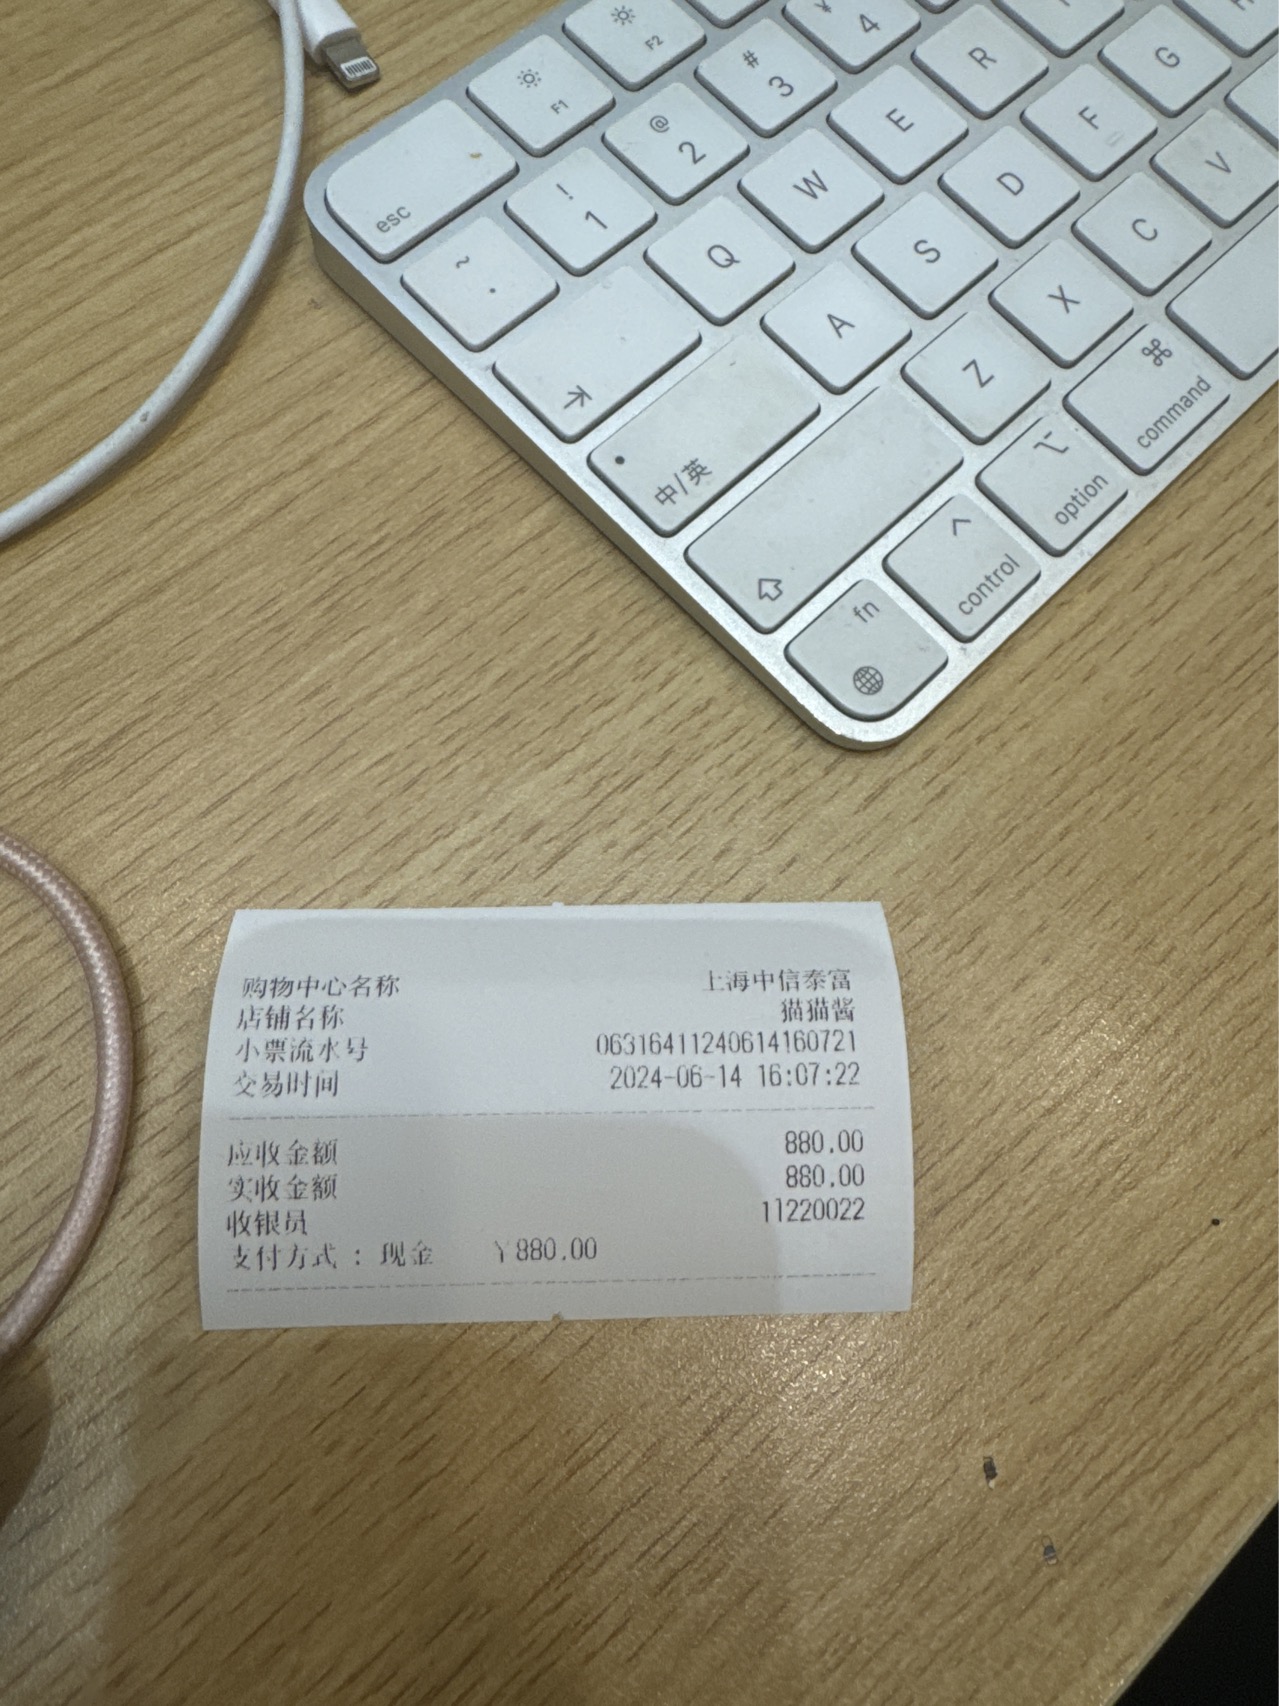 F2
F1
¥
4
#
3
@
2
!
1
esc
~
·
R
G
E
F
V
W
D
C
Q
S
X
A
Z
⌘
command
中/英
option
control
fn
购物中心名称 上海中信泰富
店铺名称 猫猫酱
小票流水号 06316411240614160721
交易时间 2024-06-14 16:07:22
应收金额 880.00
实收金额 880.00
收银员 11220022
支付方式 : 现金 ¥880.00